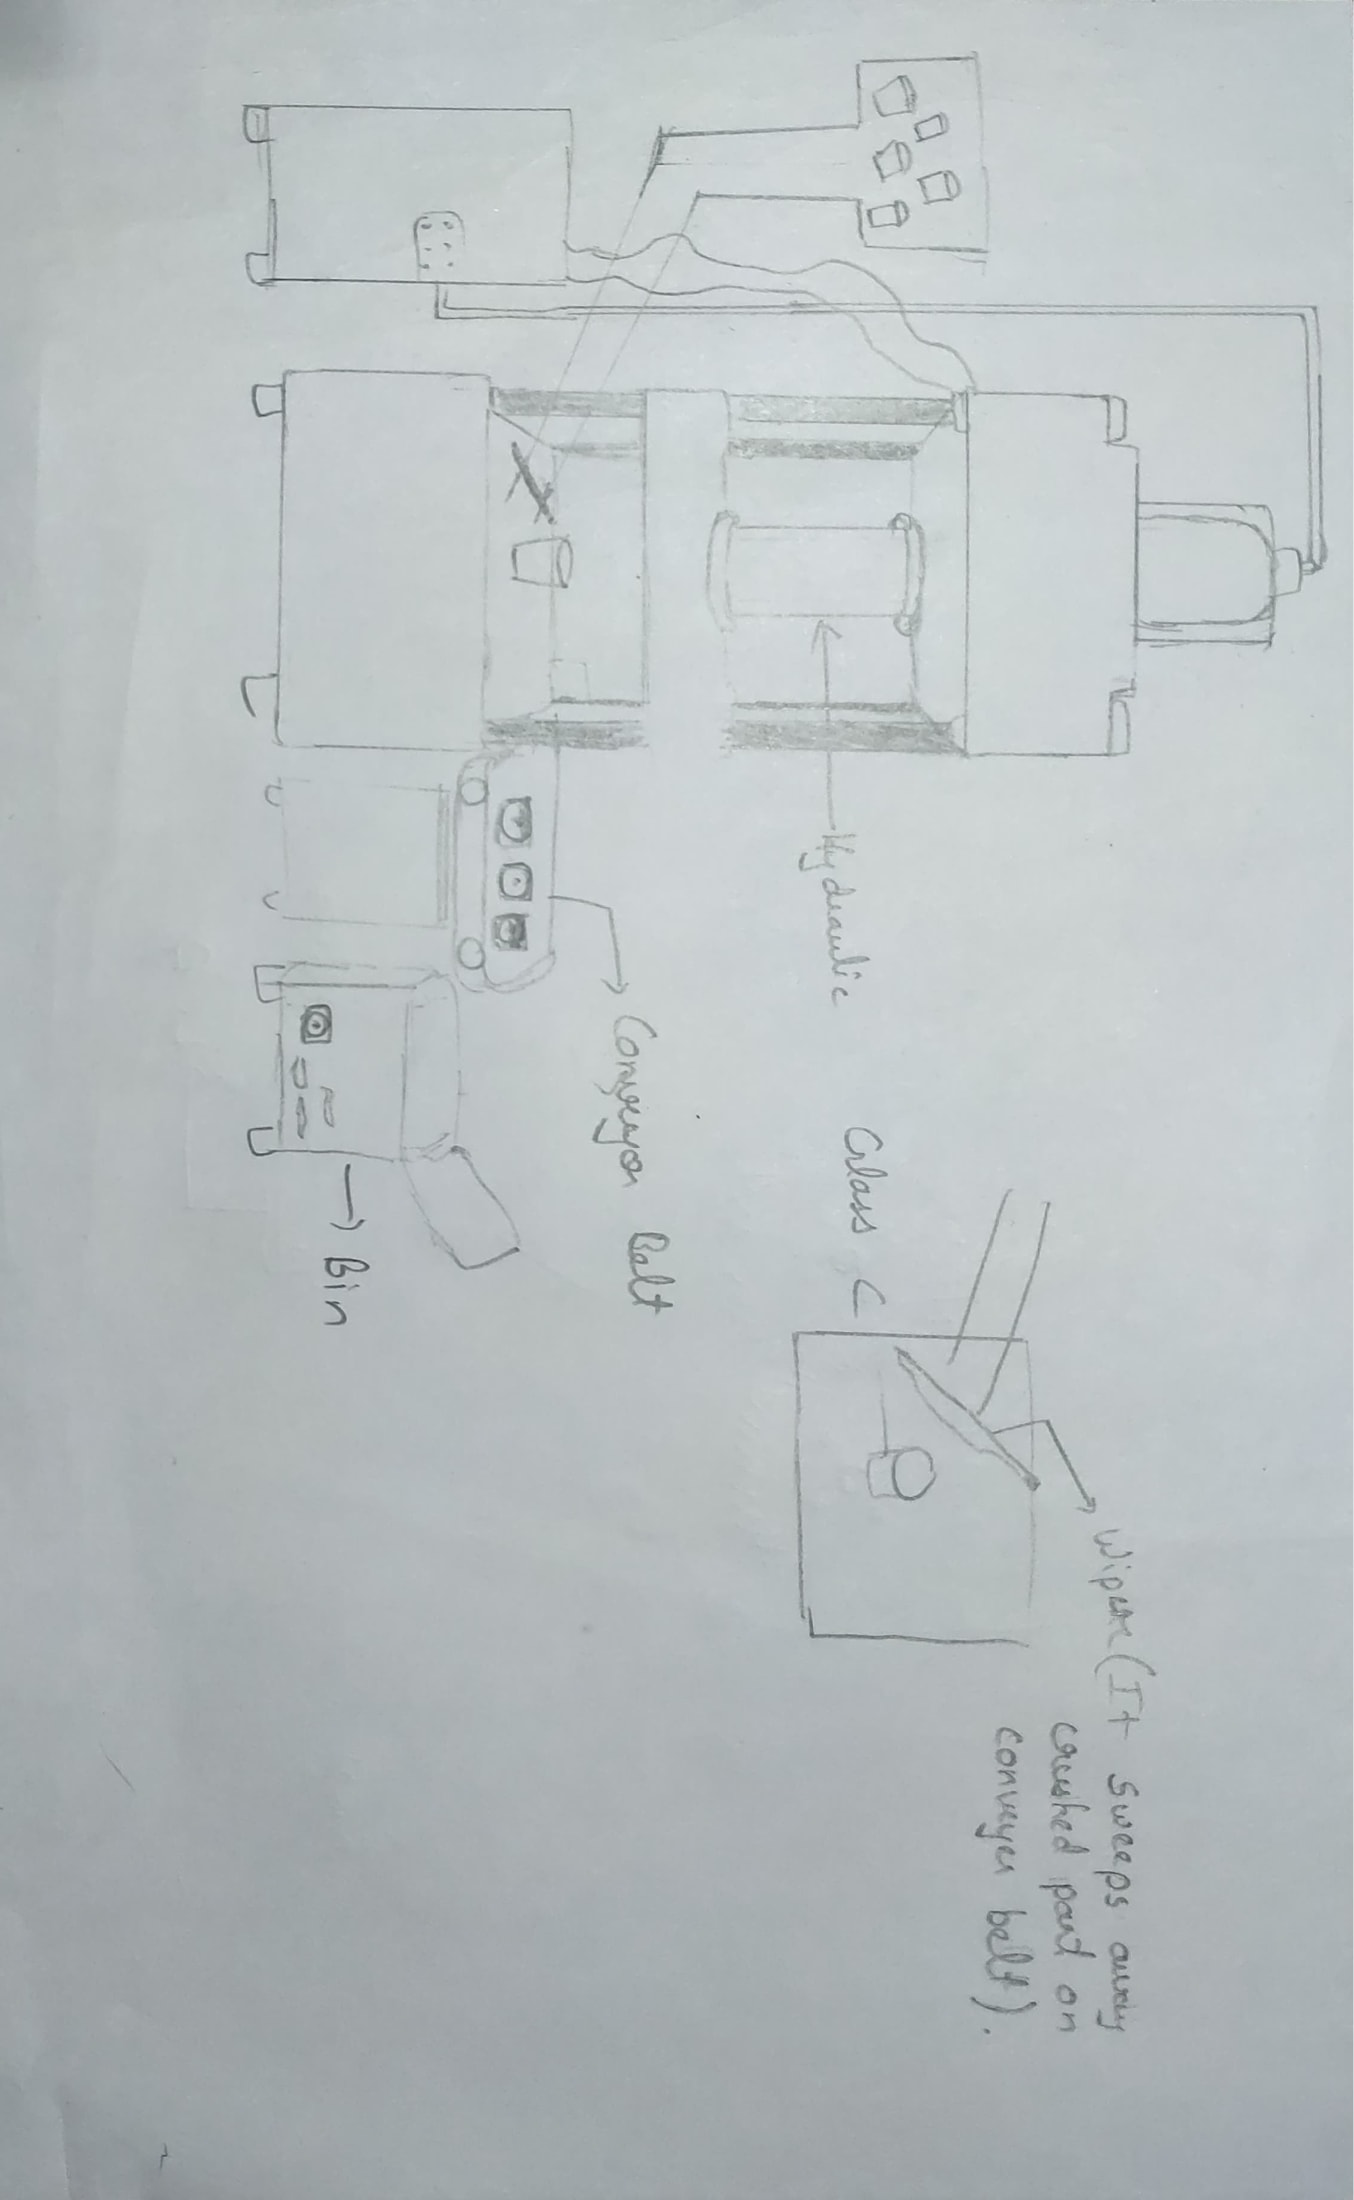 Wiper (It sweeps away
crushed part on
conveyer belt).
Glass
Hydraulic
Conveyor Belt
Bin